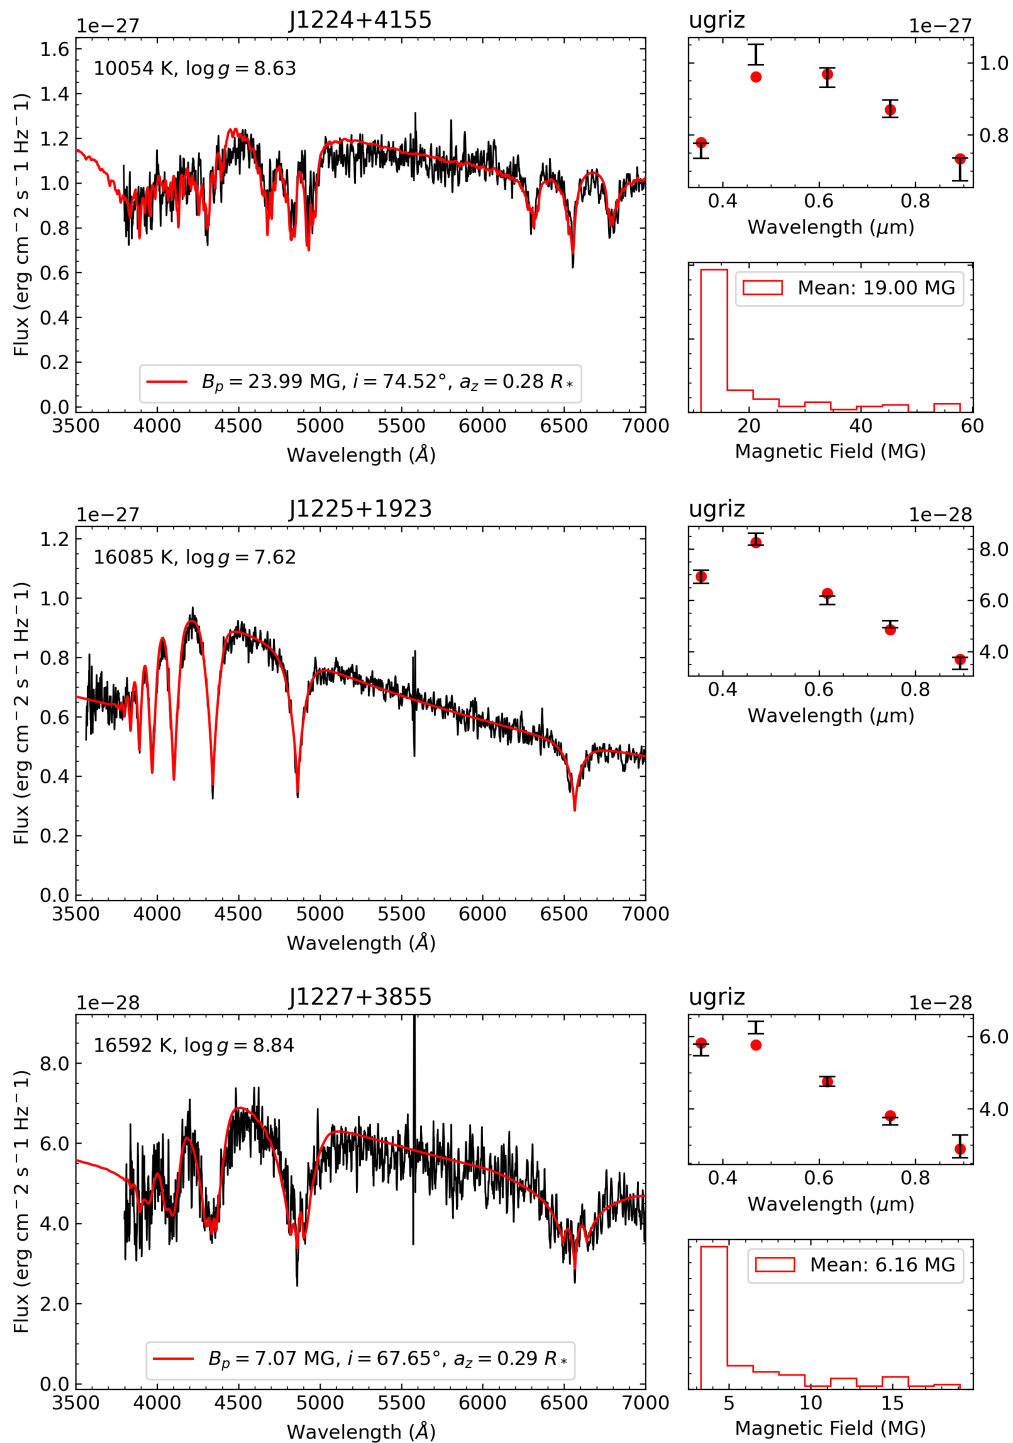 1e−27
J1224+4155
ugriz
1e−27
10054 K, log g = 8.63
1.6
1.4
1.2
1.0
0.8
0.6
0.4
0.2
0.0
Flux (erg cm−2 s−1 Hz−1)
B_p = 23.99 MG, i = 74.52°, a_z = 0.28 R_*
3500 4000 4500 5000 5500 6000 6500 7000
Wavelength (Å)
1.0
0.8
0.4 0.6 0.8
Wavelength (μm)
Mean: 19.00 MG
20 40 60
Magnetic Field (MG)
1e−27
J1225+1923
ugriz
1e−28
16085 K, log g = 7.62
1.2
1.0
0.8
0.6
0.4
0.2
0.0
Flux (erg cm−2 s−1 Hz−1)
3500 4000 4500 5000 5500 6000 6500 7000
Wavelength (Å)
8.0
6.0
4.0
0.4 0.6 0.8
Wavelength (μm)
1e−28
J1227+3855
ugriz
1e−28
16592 K, log g = 8.84
8.0
6.0
4.0
2.0
0.0
Flux (erg cm−2 s−1 Hz−1)
B_p = 7.07 MG, i = 67.65°, a_z = 0.29 R_*
3500 4000 4500 5000 5500 6000 6500 7000
Wavelength (Å)
6.0
4.0
0.4 0.6 0.8
Wavelength (μm)
Mean: 6.16 MG
5 10 15
Magnetic Field (MG)